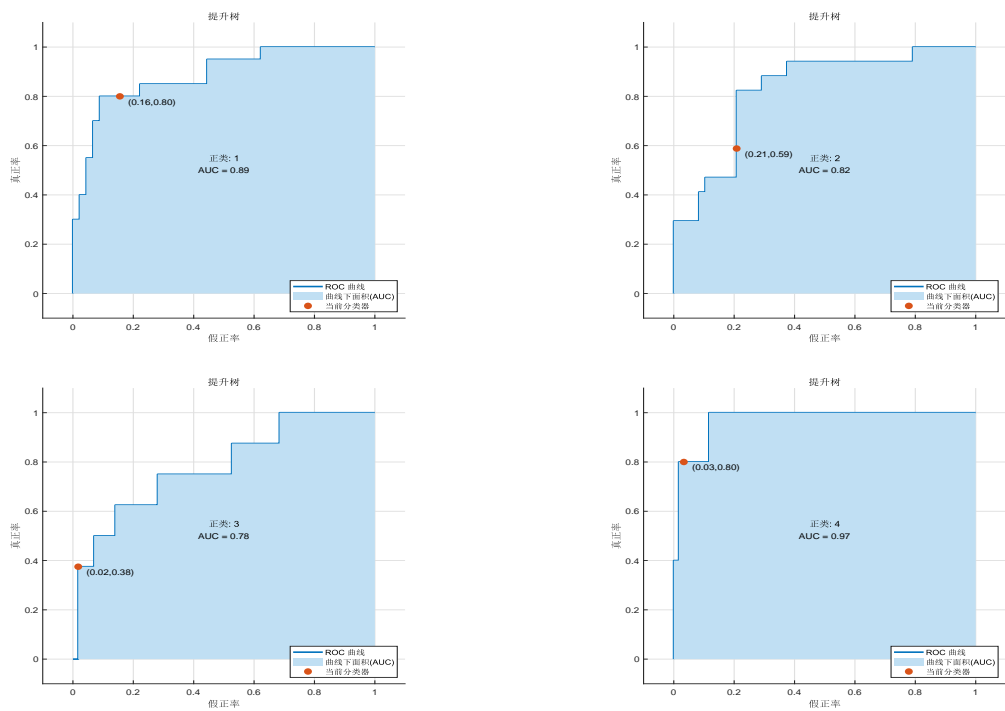 提升树
1
0.8
0.6
0.4
0.2
0
真正率
(0.16,0.80)
正类: 1
AUC = 0.89
ROC 曲线
曲线下面积(AUC)
当前分类器
0 0.2 0.4 0.6 0.8 1
假正率
提升树
1
0.8
0.6
0.4
0.2
0
真正率
(0.21,0.59)
正类: 2
AUC = 0.82
ROC 曲线
曲线下面积(AUC)
当前分类器
0 0.2 0.4 0.6 0.8 1
假正率
提升树
1
0.8
0.6
0.4
0.2
0
真正率
(0.02,0.38)
正类: 3
AUC = 0.78
ROC 曲线
曲线下面积(AUC)
当前分类器
0 0.2 0.4 0.6 0.8 1
假正率
提升树
1
0.8
0.6
0.4
0.2
0
真正率
(0.03,0.80)
正类: 4
AUC = 0.97
ROC 曲线
曲线下面积(AUC)
当前分类器
0 0.2 0.4 0.6 0.8 1
假正率